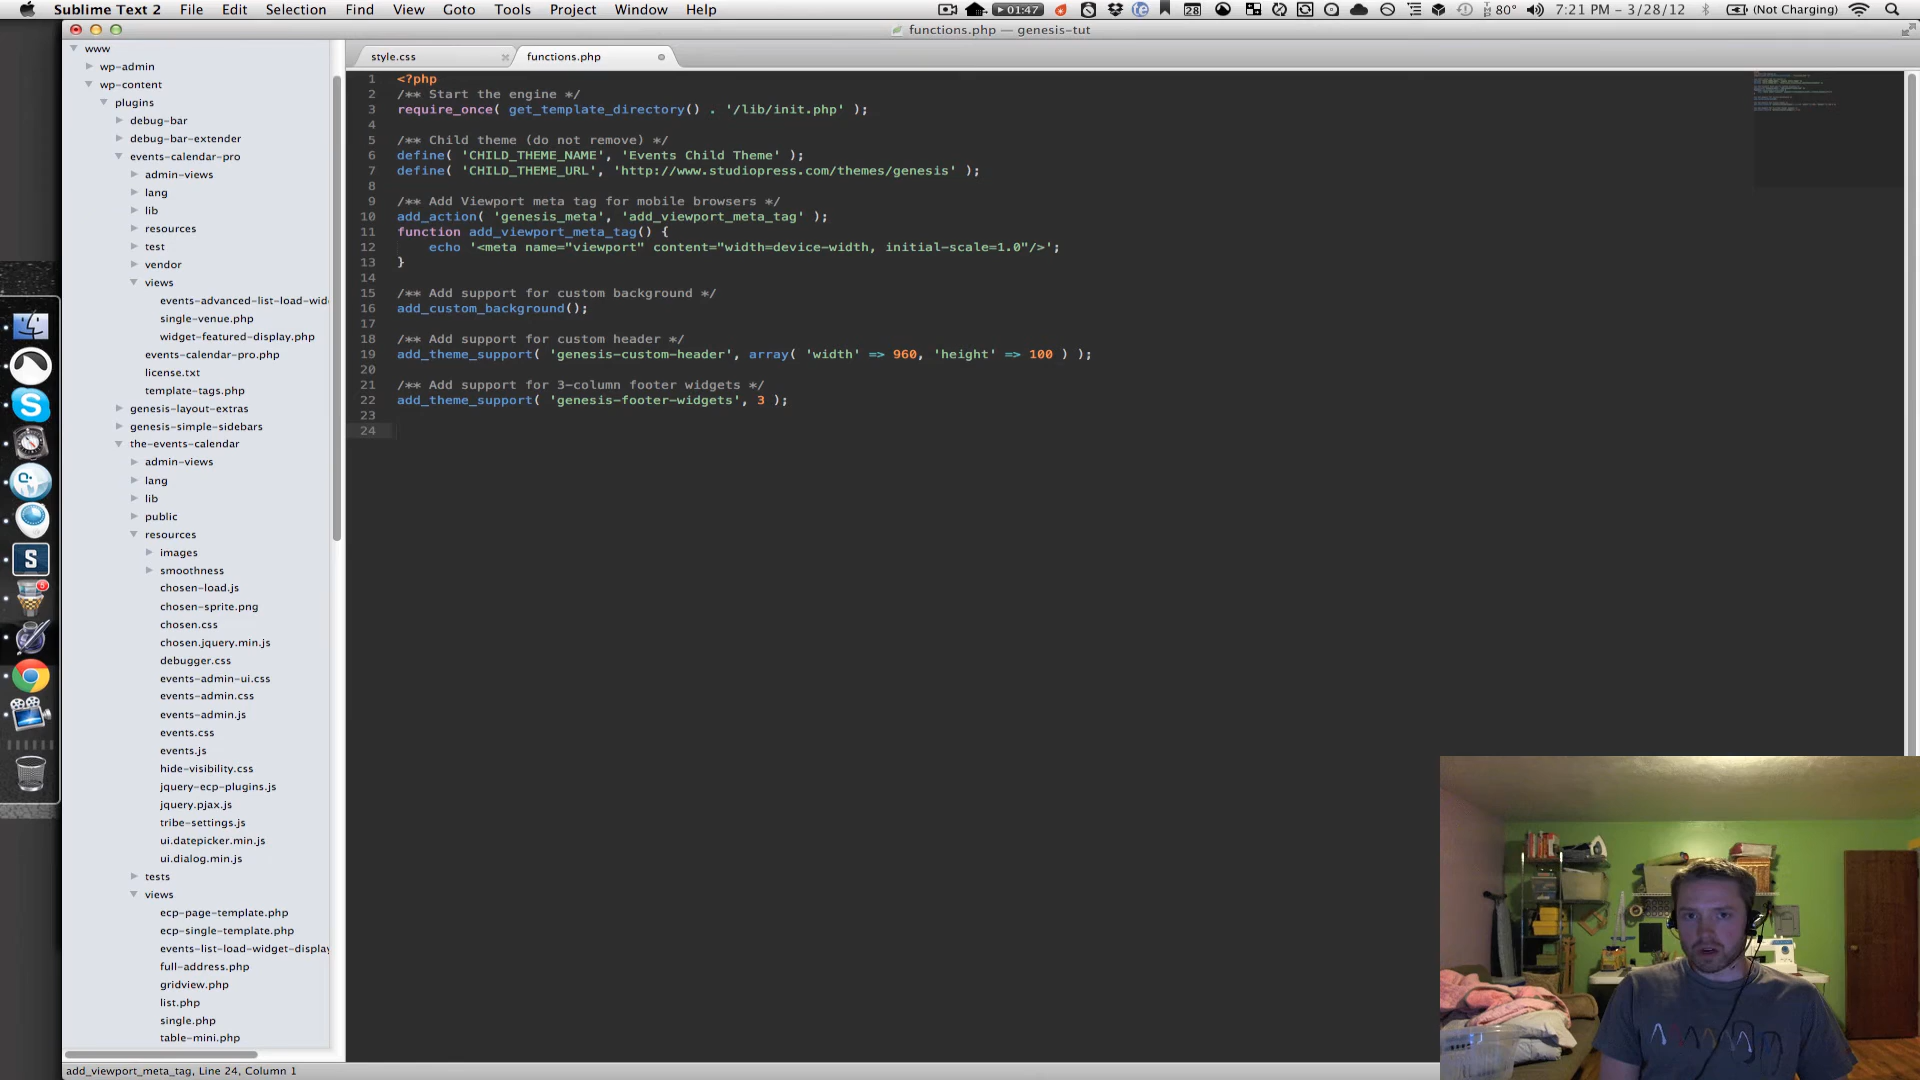 Sublime Text 2 File Edit Selection Find View Goto Tools Project Window Help 01:47 28 80° 7:21 PM - 3/28/12 (Not Charging)
functions.php — genesis-tut
style.css
functions.php
www
wp-admin
wp-content
plugins
debug-bar
debug-bar-extender
events-calendar-pro
admin-views
lang
lib
resources
test
vendor
views
events-advanced-list-load-wid
single-venue.php
widget-featured-display.php
events-calendar-pro.php
license.txt
template-tags.php
genesis-layout-extras
genesis-simple-sidebars
the-events-calendar
admin-views
lang
lib
public
resources
images
smoothness
chosen-load.js
chosen-sprite.png
chosen.css
chosen.jquery.min.js
debugger.css
events-admin-ui.css
events-admin.css
events-admin.js
events.css
events.js
hide-visibility.css
jquery-ecp-plugins.js
jquery.pjax.js
tribe-settings.js
ui.datepicker.min.js
ui.dialog.min.js
tests
views
ecp-page-template.php
ecp-single-template.php
events-list-load-widget-display
full-address.php
gridview.php
list.php
single.php
table-mini.php
1 <?php
2 /** Start the engine */
3 require_once( get_template_directory() . '/lib/init.php' );
4
5 /** Child theme (do not remove) */
6 define( 'CHILD_THEME_NAME', 'Events Child Theme' );
7 define( 'CHILD_THEME_URL', 'http://www.studiopress.com/themes/genesis' );
8
9 /** Add Viewport meta tag for mobile browsers */
10 add_action( 'genesis_meta', 'add_viewport_meta_tag' );
11 function add_viewport_meta_tag() {
12 echo '<meta name="viewport" content="width=device-width, initial-scale=1.0"/>';
13 }
14
15 /** Add support for custom background */
16 add_custom_background();
17
18 /** Add support for custom header */
19 add_theme_support( 'genesis-custom-header', array( 'width' => 960, 'height' => 100 ) );
20
21 /** Add support for 3-column footer widgets */
22 add_theme_support( 'genesis-footer-widgets', 3 );
23
24
add_viewport_meta_tag, Line 24, Column 1